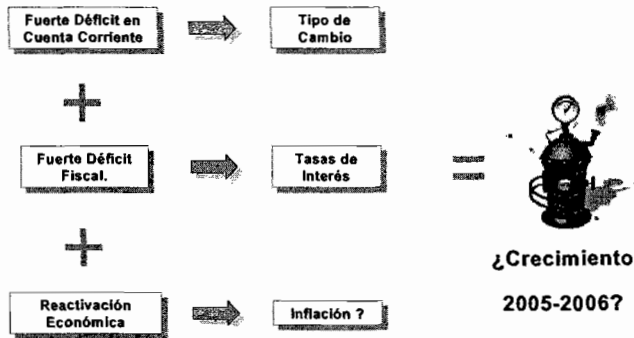 Fuerte Déficit en
Cuenta Corriente
Tipo de
Cambio
+
Fuerte Déficit
Fiscal.
Tasas de
Interés
=
+
Reactivación
Económica
Inflación ?
¿Crecimiento
2005-2006?